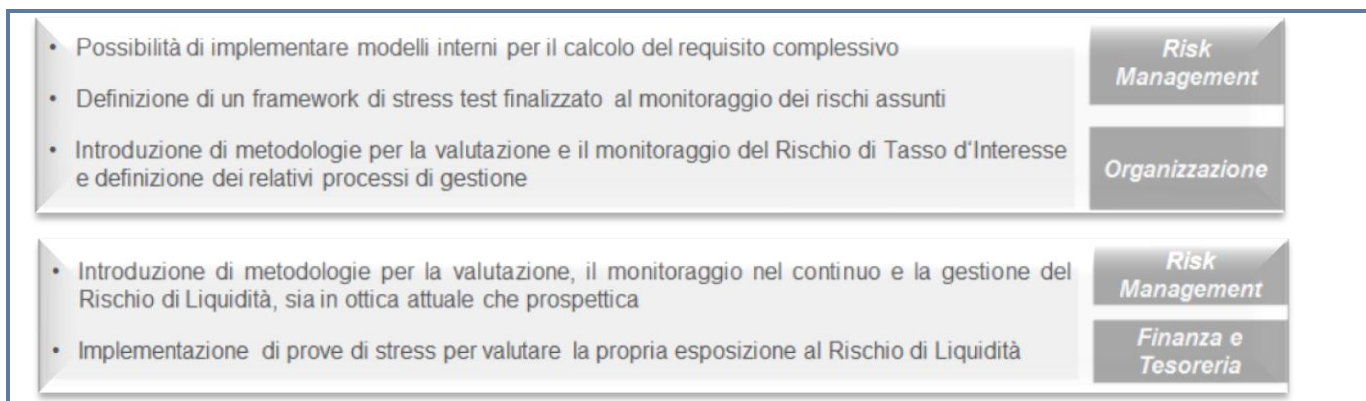 • Possibilità di implementare modelli interni per il calcolo del requisito complessivo
• Definizione di un framework di stress test finalizzato al monitoraggio dei rischi assunti
• Introduzione di metodologie per la valutazione e il monitoraggio del Rischio di Tasso d'Interesse
e definizione dei relativi processi di gestione
Risk
Management
Organizzazione
• Introduzione di metodologie per la valutazione, il monitoraggio nel continuo e la gestione del
Rischio di Liquidità, sia in ottica attuale che prospettica
• Implementazione di prove di stress per valutare la propria esposizione al Rischio di Liquidità
Risk
Management
Finanza e
Tesoreria